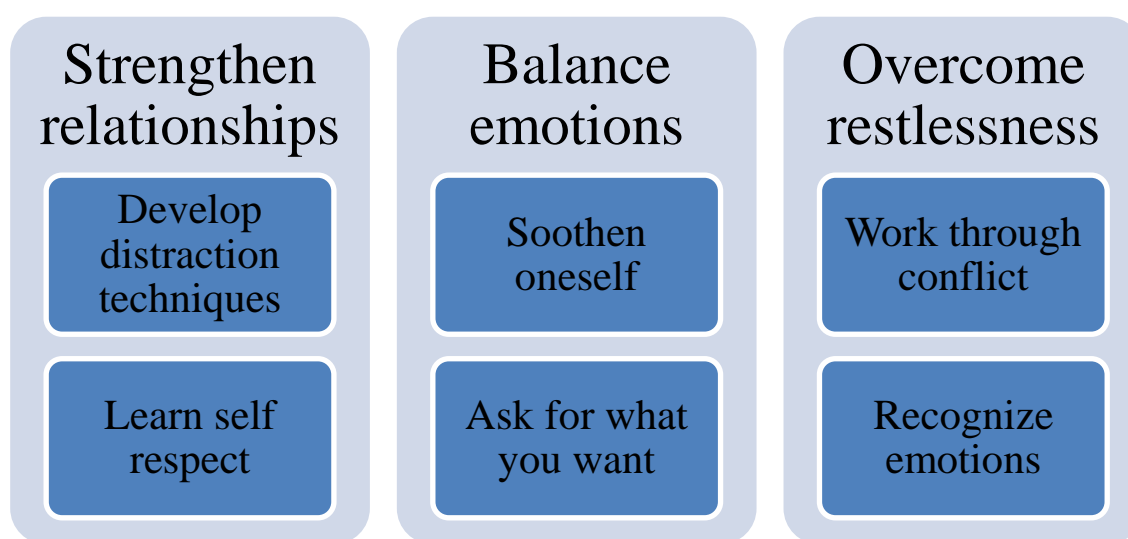 Strengthen
relationships
Develop
distraction
techniques
Learn self
respect
Balance
emotions
Soothen
oneself
Ask for what
you want
Overcome
restlessness
Work through
conflict
Recognize
emotions